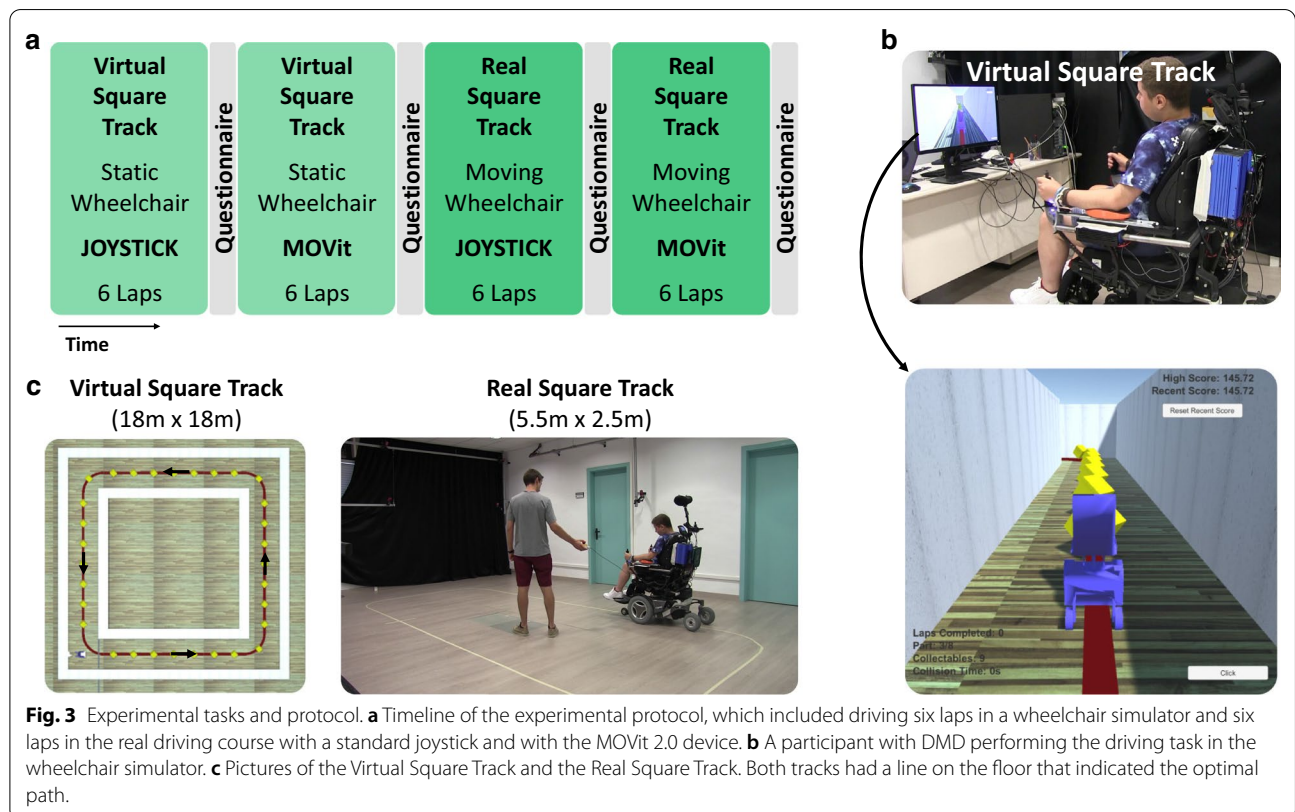 a
Virtual
Square
Track
Static
Wheelchair
JOYSTICK
6 Laps
Questionnaire
Virtual
Square
Track
Static
Wheelchair
MOVit
6 Laps
Questionnaire
Real
Square
Track
Moving
Wheelchair
JOYSTICK
6 Laps
Questionnaire
Real
Square
Track
Moving
Wheelchair
MOVit
6 Laps
Questionnaire
Time
b
Virtual Square Track
High Score: 145.72
Recent Score: 145.72
Reset Recent Score
Laps Completed: 0
Part: 3/8
Collectables: 9
Collision Time: 0s
Click
c
Virtual Square Track
(18m x 18m)
Real Square Track
(5.5m x 2.5m)
Fig. 3 Experimental tasks and protocol. a Timeline of the experimental protocol, which included driving six laps in a wheelchair simulator and six
laps in the real driving course with a standard joystick and with the MOVit 2.0 device. b A participant with DMD performing the driving task in the
wheelchair simulator. c Pictures of the Virtual Square Track and the Real Square Track. Both tracks had a line on the floor that indicated the optimal
path.